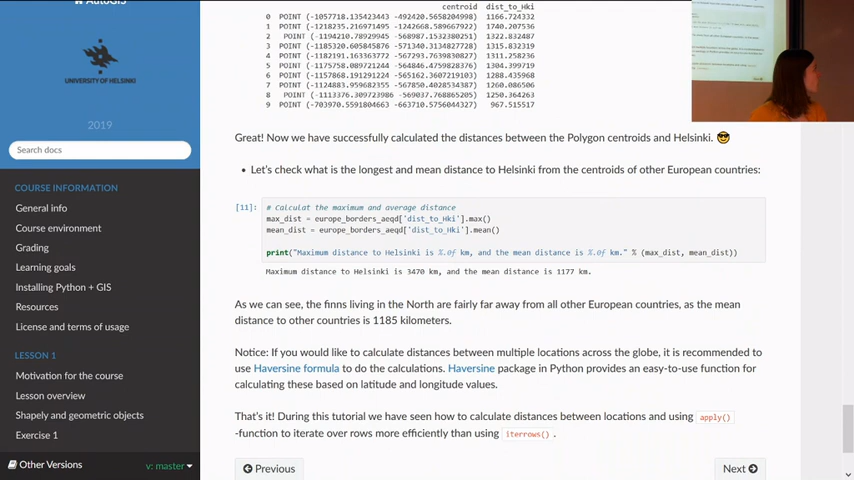 AutoGIS
UNIVERSITY OF HELSINKI
2019
Search docs
COURSE INFORMATION
General info
Course environment
Grading
Learning goals
Installing Python + GIS
Resources
License and terms of usage
LESSON 1
Motivation for the course
Lesson overview
Shapely and geometric objects
Exercise 1
Other Versions
v: master
centroid dist_to_Hki
0 POINT (-1057718.135423443 -492420.5658204998) 1166.724332
1 POINT (-1218235.216971495 -1242668.589667922) 1740.207536
2 POINT (-1194210.78929945 -568987.1532380251) 1322.832487
3 POINT (-1185320.605845876 -571340.3134827728) 1315.832319
4 POINT (-1182191.163363772 -567293.7639830827) 1311.258236
5 POINT (-1175758.089721244 -564846.4759828376) 1304.399719
6 POINT (-1157868.191291224 -565162.3607219103) 1288.435968
7 POINT (-1124883.959682355 -567850.4028534387) 1260.086506
8 POINT (-1113376.309723986 -569037.768865205) 1250.364263
9 POINT (-703970.5591804663 -663710.5756044327) 967.515517
Great! Now we have successfully calculated the distances between the Polygon centroids and Helsinki. 😎
• Let's check what is the longest and mean distance to Helsinki from the centroids of other European countries:
[11]: # Calculat the maximum and average distance
max_dist = europe_borders_aeqd['dist_to_Hki'].max()
mean_dist = europe_borders_aeqd['dist_to_Hki'].mean()
print("Maximum distance to Helsinki is %.0f km, and the mean distance is %.0f km." % (max_dist, mean_dist))
Maximum distance to Helsinki is 3470 km, and the mean distance is 1177 km.
As we can see, the finns living in the North are fairly far away from all other European countries, as the mean
distance to other countries is 1185 kilometers.
Notice: If you would like to calculate distances between multiple locations across the globe, it is recommended to
use Haversine formula to do the calculations. Haversine package in Python provides an easy-to-use function for
calculating these based on latitude and longitude values.
That's it! During this tutorial we have seen how to calculate distances between locations and using apply()
-function to iterate over rows more efficiently than using iterrows() .
Previous
Next